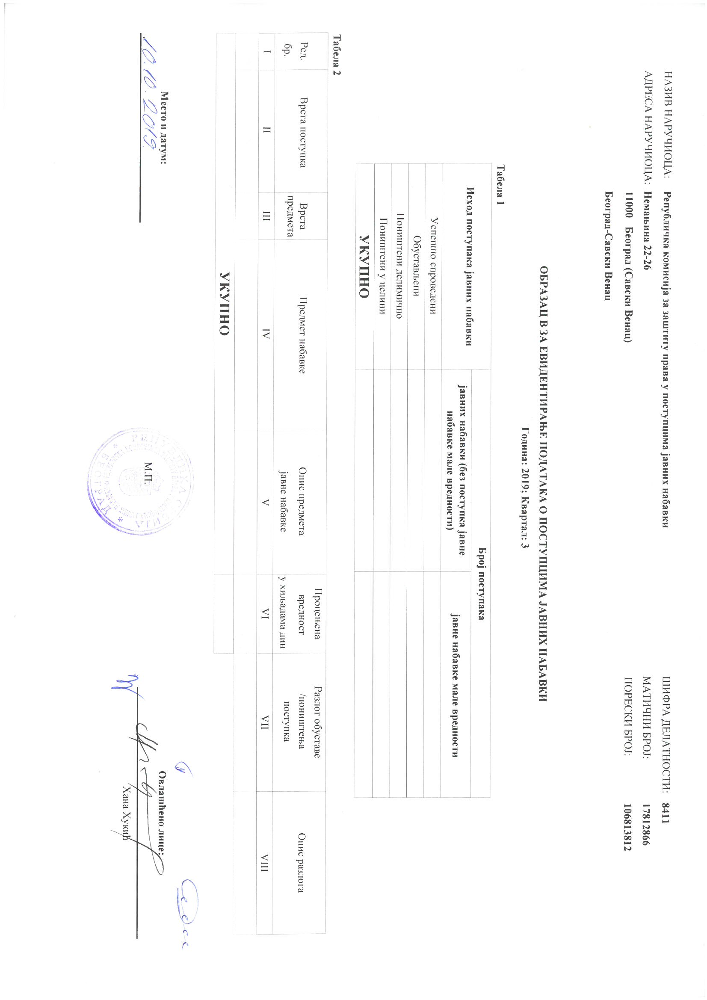 НАЗИВ НАРУЧИОЦА: Републичка комисија за заштиту права у поступцима јавних набавки
АДРЕСА НАРУЧИОЦА: Немањина 22-26
11000 Београд (Савски Венац)
Београд-Савски Венац
ШИФРА ДЕЛАТНОСТИ: 8411
МАТИЧНИ БРОЈ: 17812866
ПОРЕСКИ БРОЈ: 106813812
ОБРАЗАЦ В ЗА ЕВИДЕНТИРАЊЕ ПОДАТАКА О ПОСТУПЦИМА ЈАВНИХ НАБАВКИ
Година: 2019; Квартал: 3
Табела 1
Исход поступака јавних набавки
Број поступака
јавних набавки (без поступка јавне
набавке мале вредности)
јавне набавке мале вредности
Успешно спроведени
Обустављени
Поништени делимично
Поништени у целини
УКУПНО
Табела 2
Ред.
бр.
Врста поступка
Врста
предмета
Предмет набавке
Опис предмета
јавне набавке
Процењена
вредност
у хиљадама дин
Разлог обуставе
/поништења
поступка
Опис разлога
I II III IV V VI VII VIII
УКУПНО
Место и датум:
10.10.2019.
М.П.
РЕПУБЛИКА СРБИЈА
БЕОГРАД
Овлашћено лице:
Хана Хукић